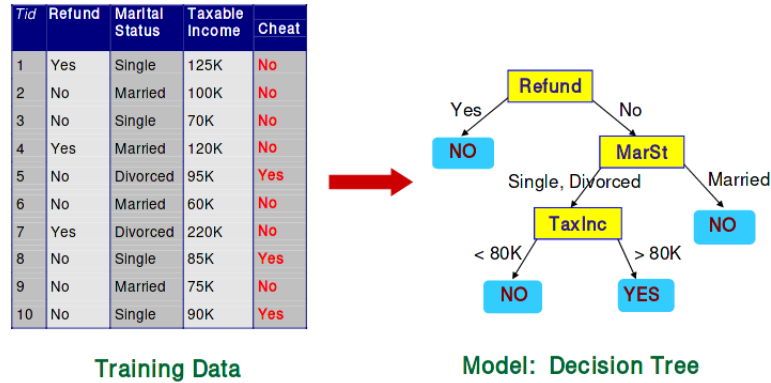 Tid Refund Marital Status Taxable Income Cheat
1 Yes Single 125K No
2 No Married 100K No
3 No Single 70K No
4 Yes Married 120K No
5 No Divorced 95K Yes
6 No Married 60K No
7 Yes Divorced 220K No
8 No Single 85K Yes
9 No Married 75K No
10 No Single 90K Yes
Training Data
Refund
Yes No
NO MarSt
Single, Divorced Married
TaxInc NO
< 80K > 80K
NO YES
Model: Decision Tree